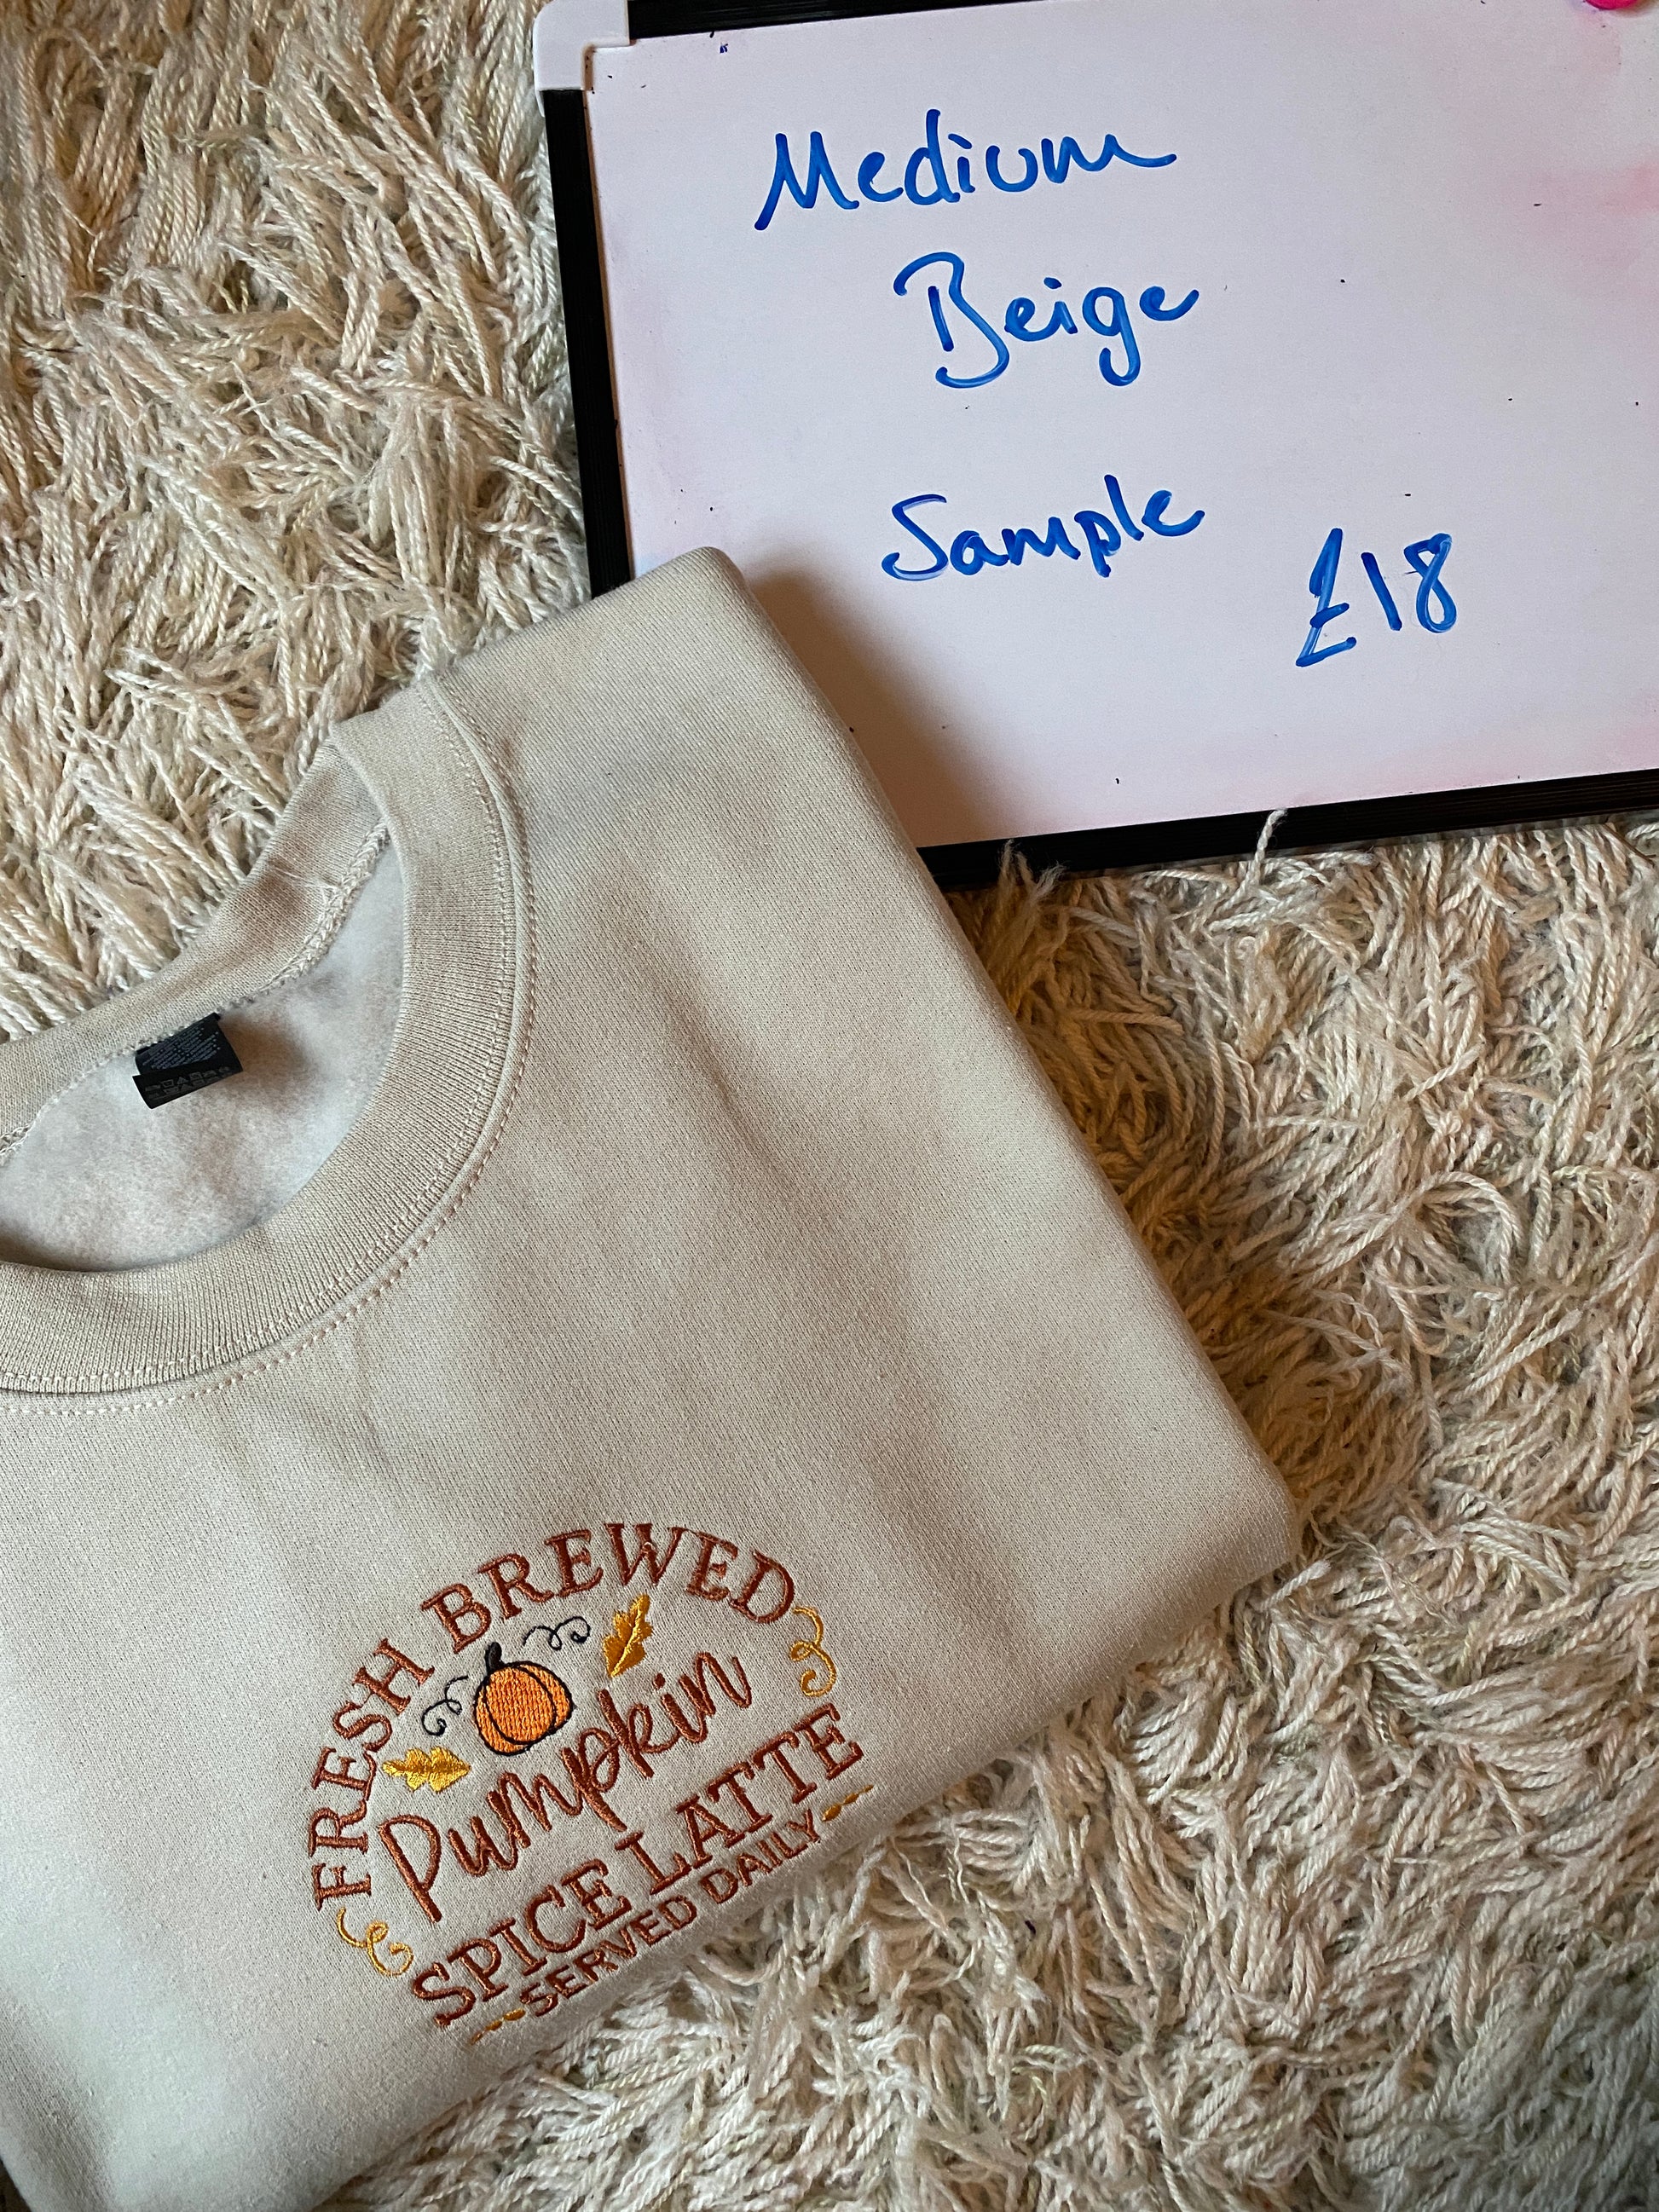 Medium
Beige
Sample
£18
FRESH BREWED
Pumpkin
SPICE LATTE
SERVED DAILY